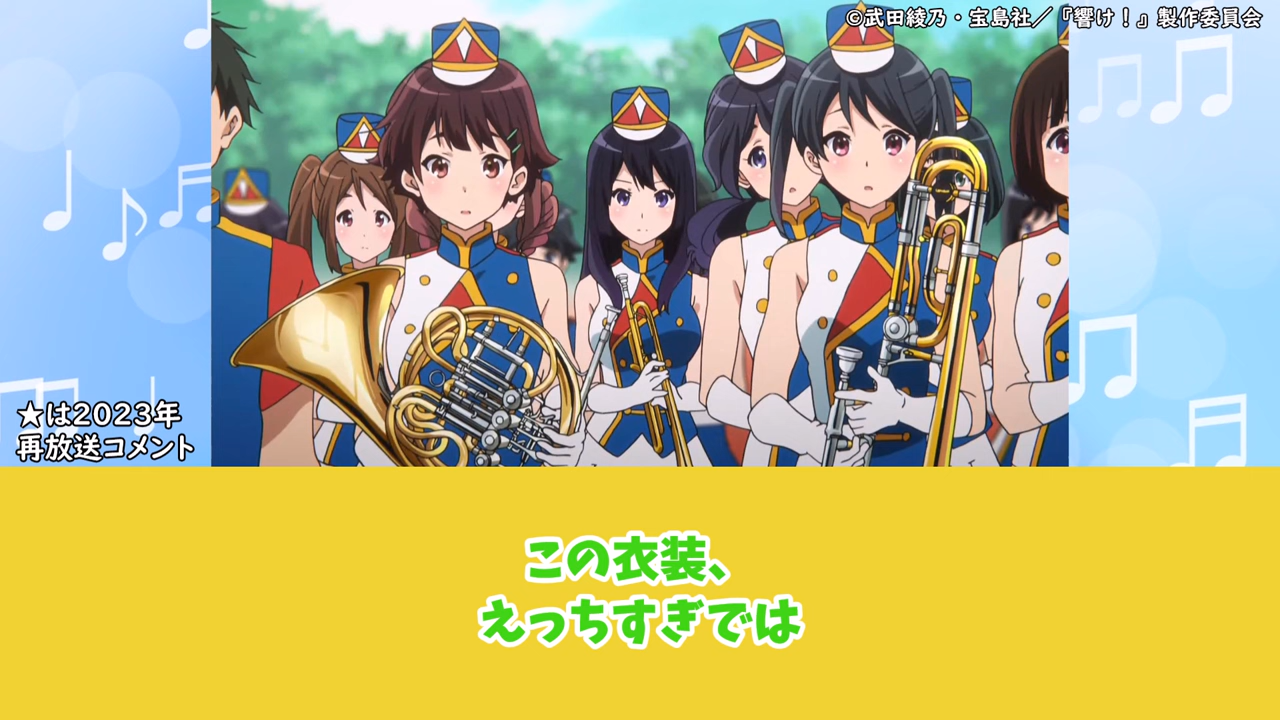 ©武田綾乃・宝島社／『響け！』製作委員会
★は2023年
再放送コメント
この衣装、
えっちすぎでは